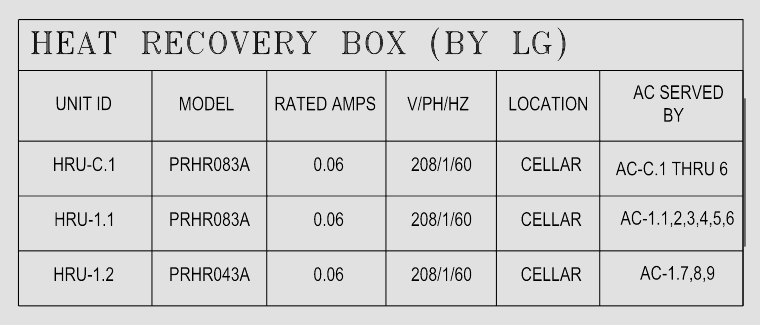 HEAT RECOVERY BOX (BY LG)
UNIT ID MODEL RATED AMPS V/PH/HZ LOCATION AC SERVED BY
HRU-C.1 PRHR083A 0.06 208/1/60 CELLAR AC-C.1 THRU 6
HRU-1.1 PRHR083A 0.06 208/1/60 CELLAR AC-1.1,2,3,4,5,6
HRU-1.2 PRHR043A 0.06 208/1/60 CELLAR AC-1.7,8,9